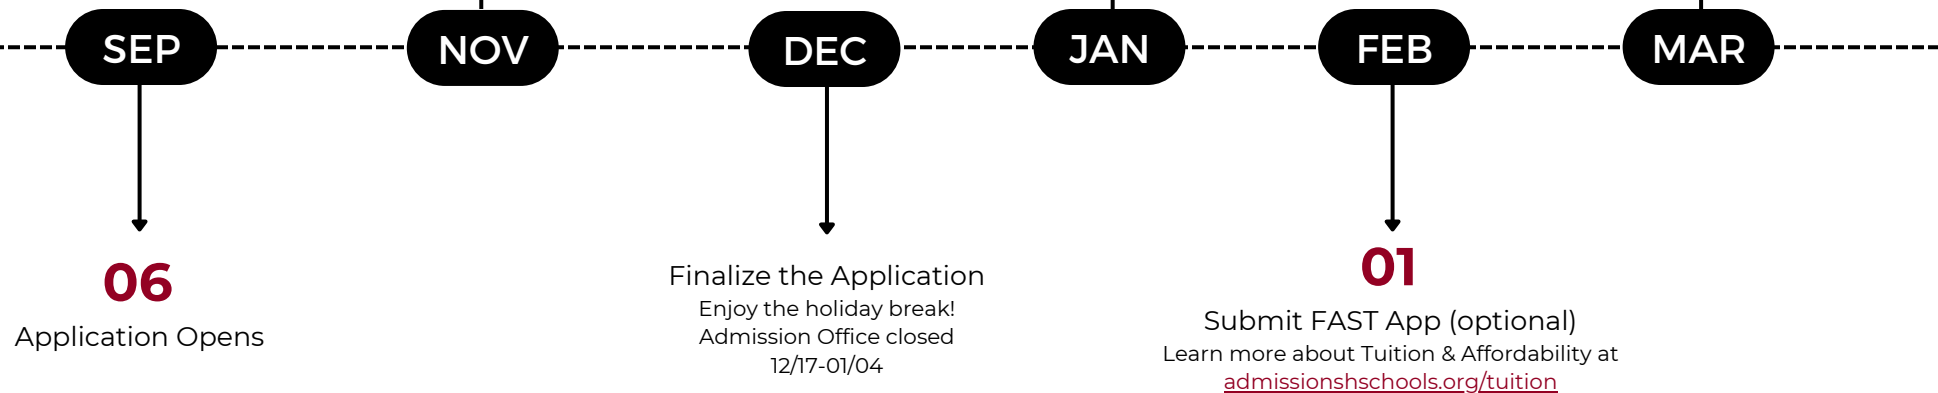 SEP
NOV
DEC
JAN
FEB
MAR
06
Application Opens
Finalize the Application
Enjoy the holiday break!
Admission Office closed
12/17-01/04
01
Submit FAST App (optional)
Learn more about Tuition & Affordability at
admissionshschools.org/tuition